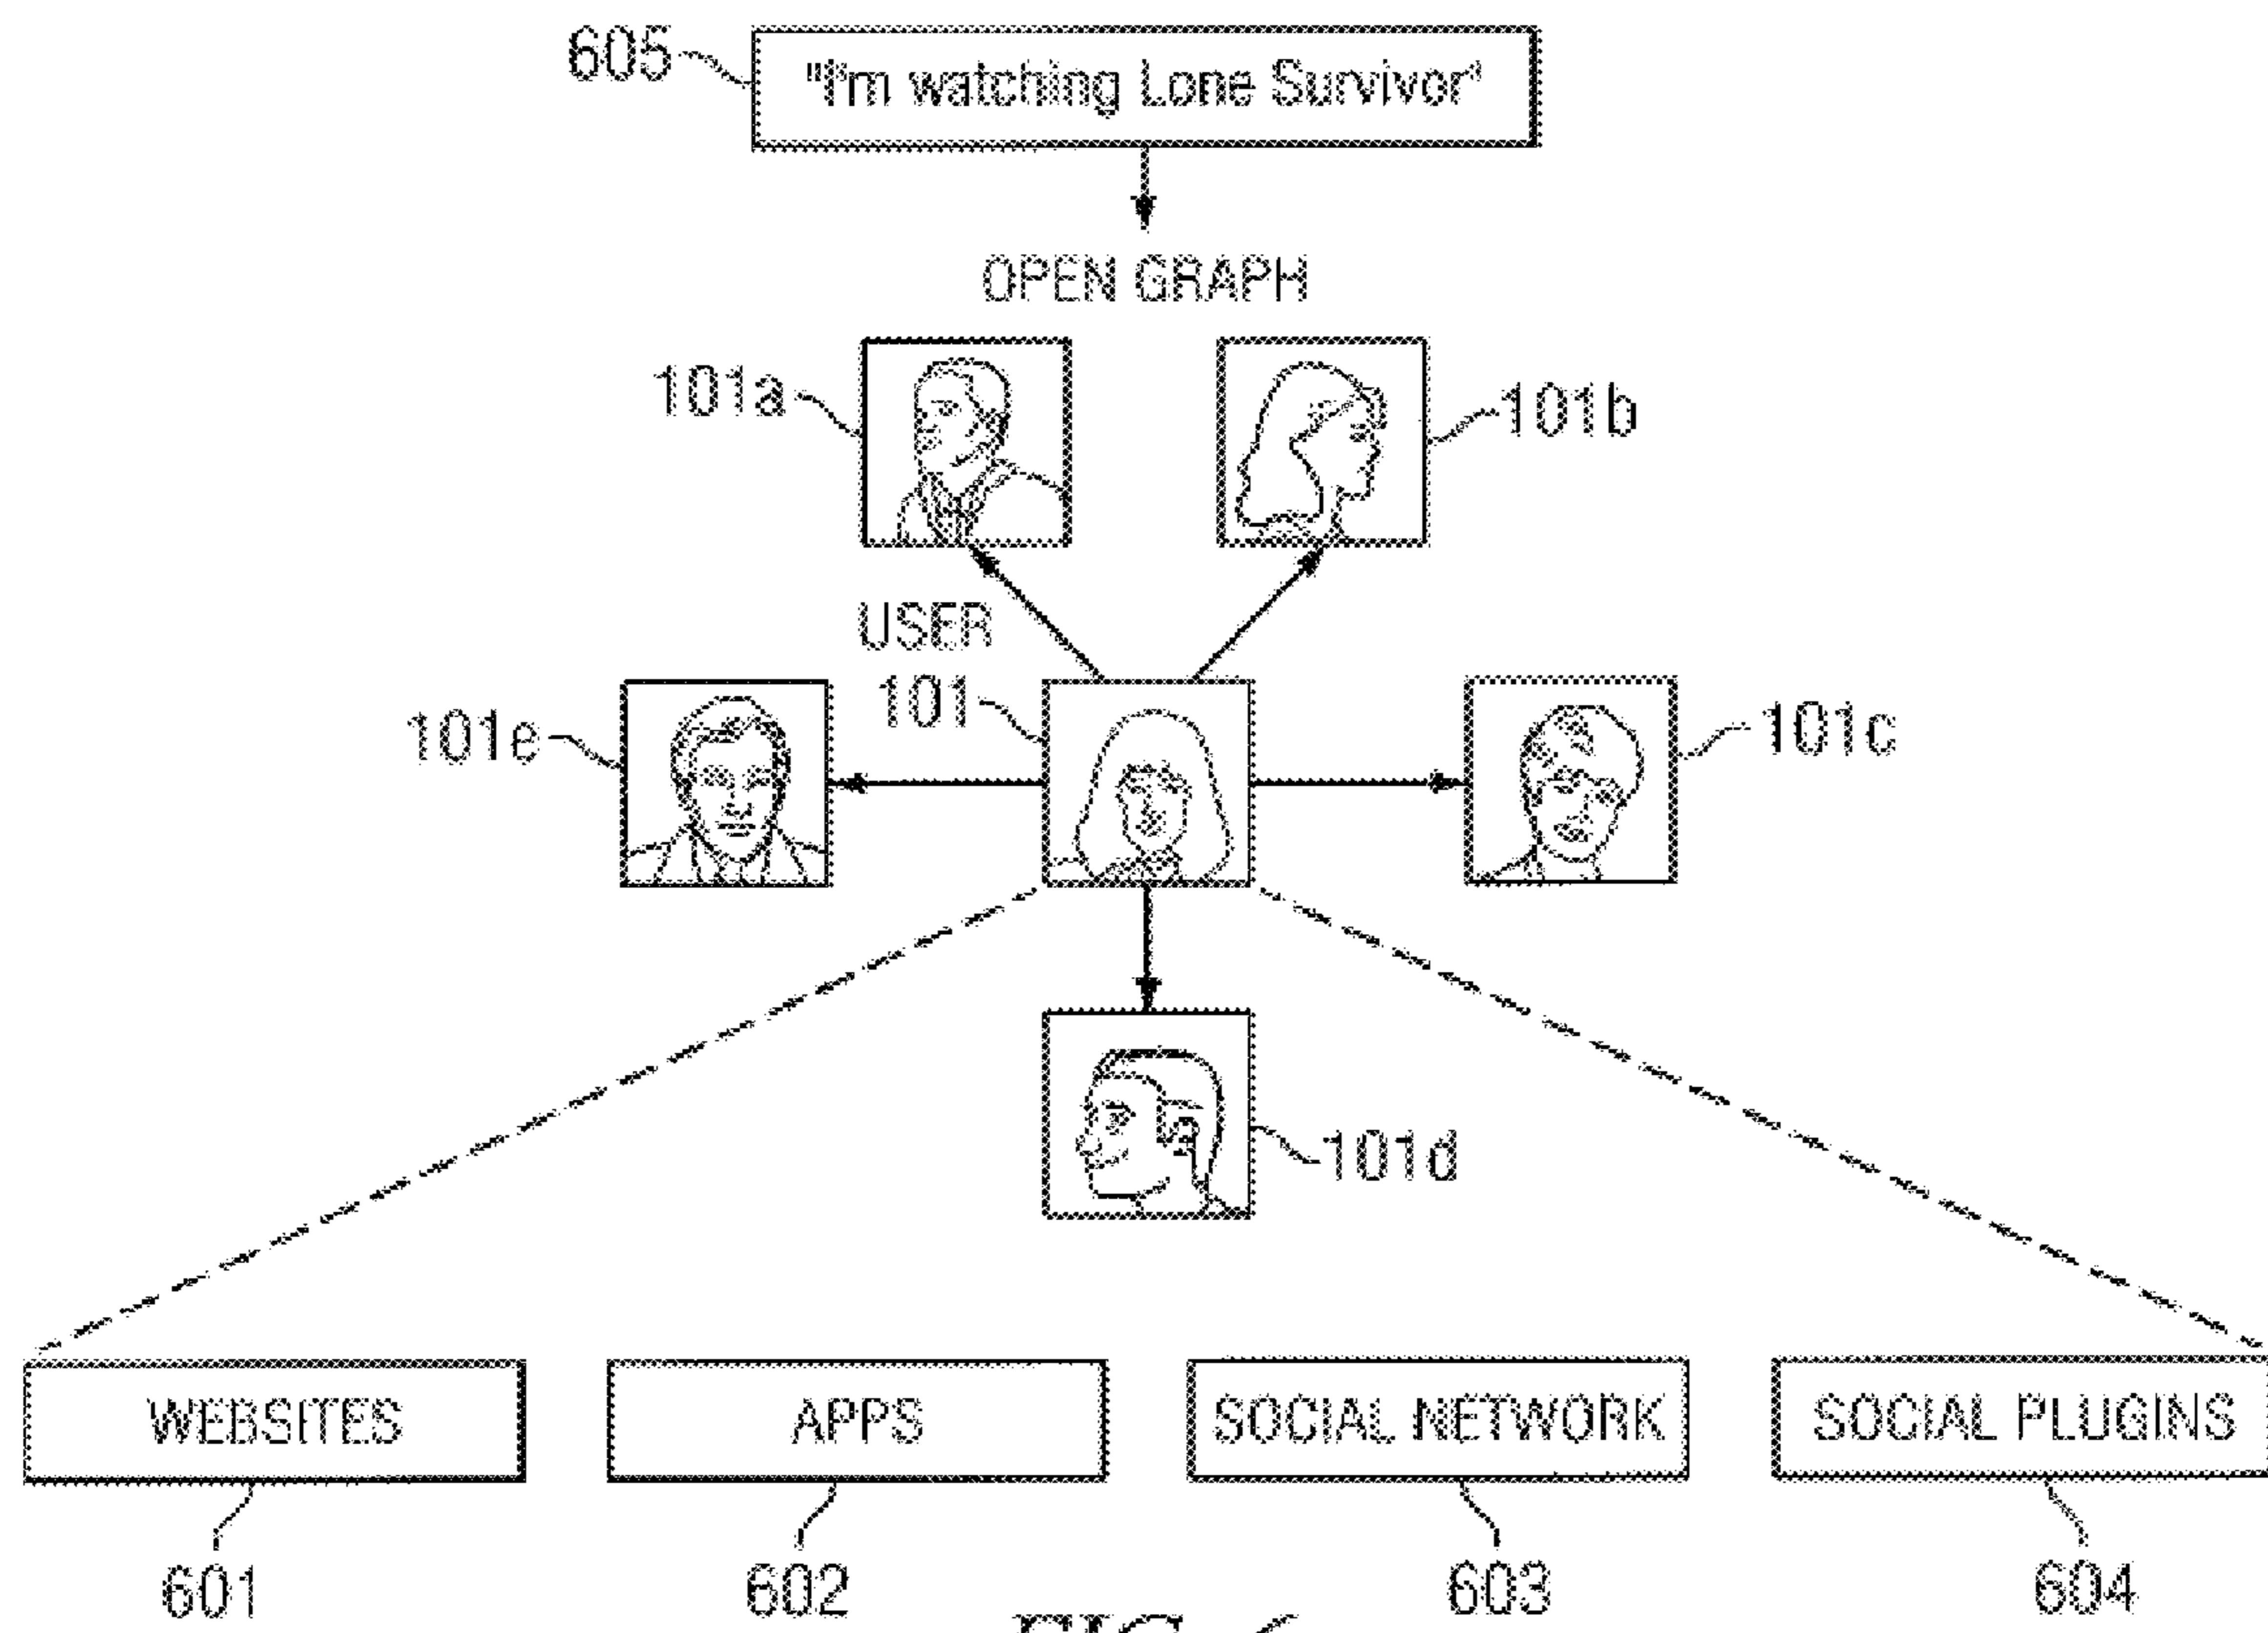 605
"I'm watching Lone Survivor"
OPEN GRAPH
101a
101b
USER
101
101e
101c
101d
WEBSITES
APPS
SOCIAL NETWORK
SOCIAL PLUGINS
601
602
603
604